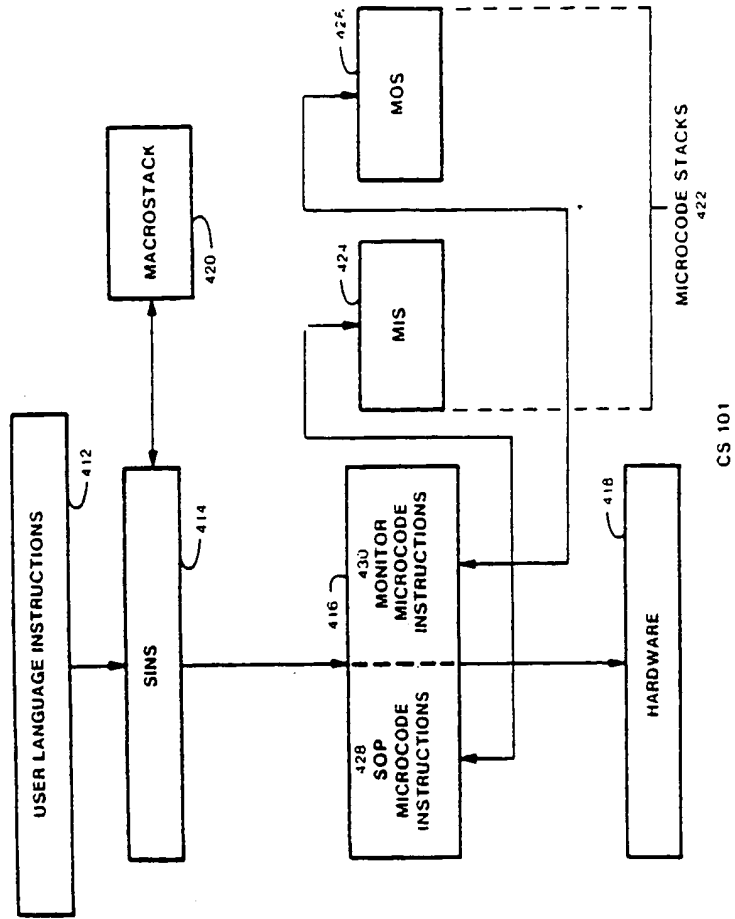 USER LANGUAGE INSTRUCTIONS
412
SINS
414
MACROSTACK
420
416
428
SOP
MICROCODE
INSTRUCTIONS
430
MONITOR
MICROCODE
INSTRUCTIONS
MIS
424
MOS
426
MICROCODE STACKS
422
HARDWARE
418
CS 101